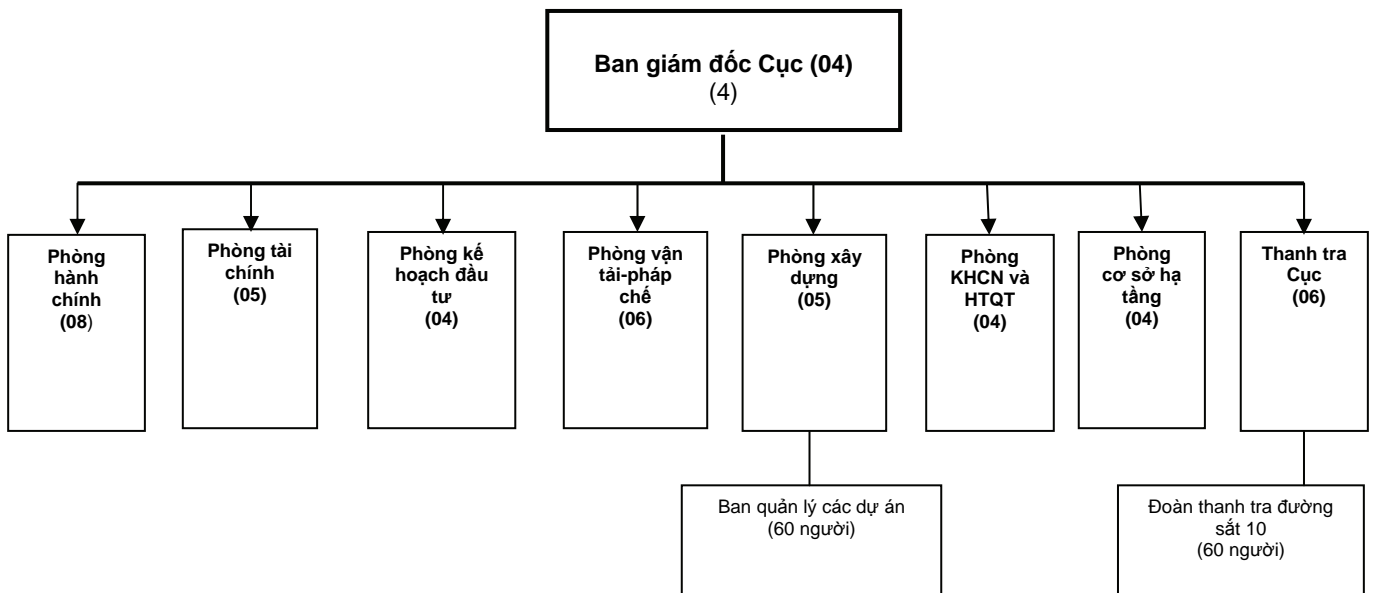 Ban giám đốc Cục (04)
(4)
Phòng
hành
chính
(08)
Phòng tài
chính
(05)
Phòng kế
hoạch đầu
tư
(04)
Phòng vận
tải-pháp
chế
(06)
Phòng xây
dựng
(05)
Phòng
KHCN và
HTQT
(04)
Phòng
cơ sở hạ
tầng
(04)
Thanh tra
Cục
(06)
Ban quản lý các dự án
(60 người)
Đoàn thanh tra đường
sắt 10
(60 người)